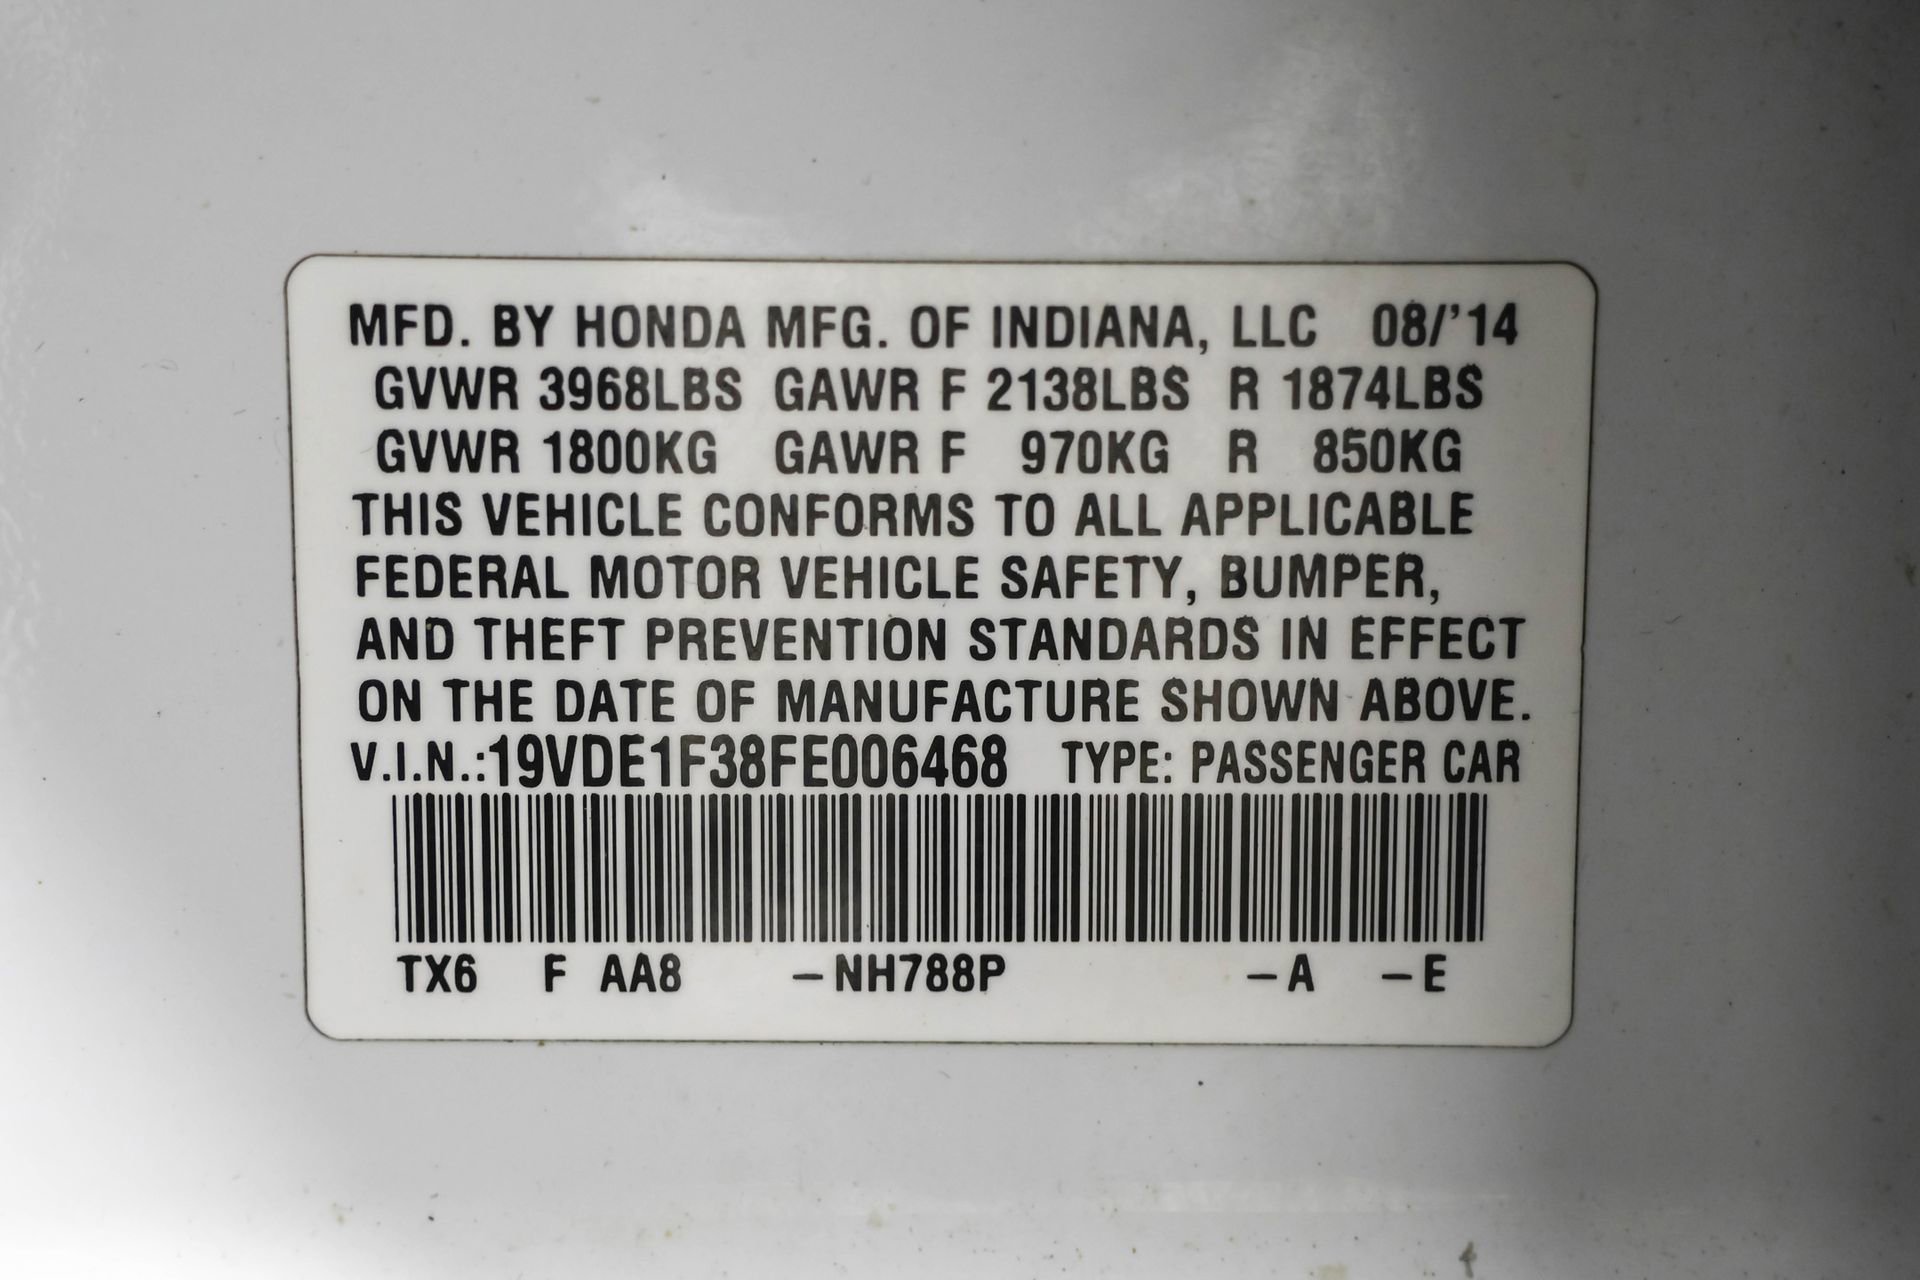 MFD. BY HONDA MFG. OF INDIANA, LLC 08/'14
GVWR 3968LBS GAWR F 2138LBS R 1874LBS
GVWR 1800KG GAWR F 970KG R 850KG
THIS VEHICLE CONFORMS TO ALL APPLICABLE
FEDERAL MOTOR VEHICLE SAFETY, BUMPER,
AND THEFT PREVENTION STANDARDS IN EFFECT
ON THE DATE OF MANUFACTURE SHOWN ABOVE.
V.I.N.:19VDE1F38FE006468 TYPE: PASSENGER CAR
TX6 F AA8 –NH788P –A –E